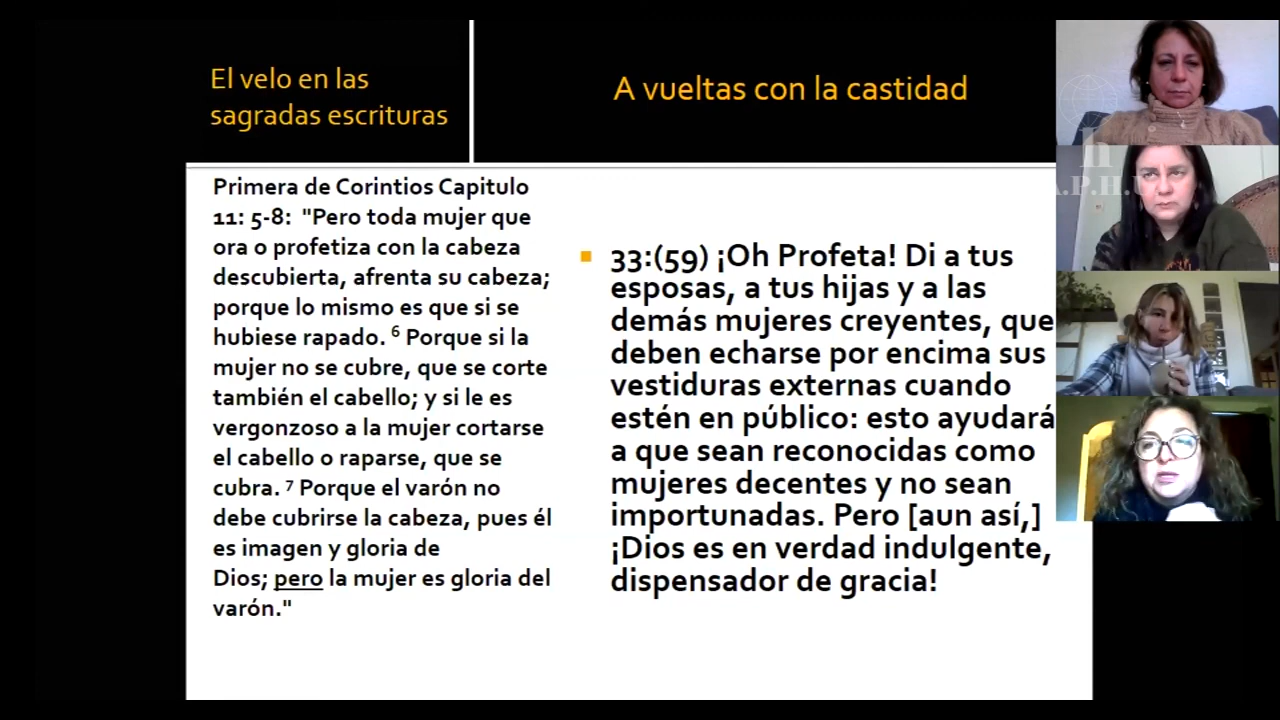 El velo en las
sagradas escrituras
A vueltas con la castidad
Primera de Corintios Capitulo
11: 5-8: "Pero toda mujer que
ora o profetiza con la cabeza
descubierta, afrenta su cabeza;
porque lo mismo es que si se
hubiese rapado. 6 Porque si la
mujer no se cubre, que se corte
también el cabello; y si le es
vergonzoso a la mujer cortarse
el cabello o raparse, que se
cubra. 7 Porque el varón no
debe cubrirse la cabeza, pues él
es imagen y gloria de
Dios; pero la mujer es gloria del
varón."
33:(59) ¡Oh Profeta! Di a tus
esposas, a tus hijas y a las
demás mujeres creyentes, que
deben echarse por encima sus
vestiduras externas cuando
estén en público: esto ayudará
a que sean reconocidas como
mujeres decentes y no sean
importunadas. Pero [aun así,]
¡Dios es en verdad indulgente,
dispensador de gracia!